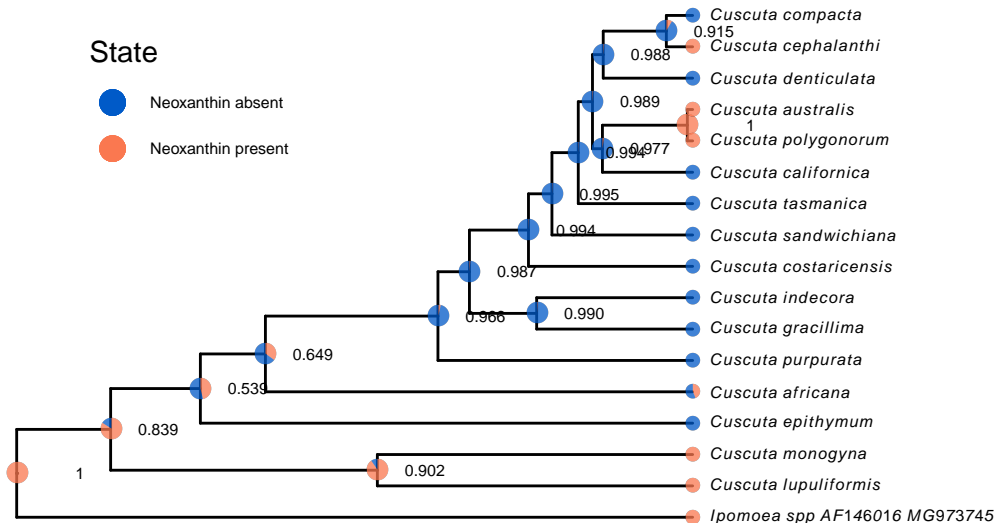 State
Neoxanthin absent
Neoxanthin present
Cuscuta compacta
0.915
Cuscuta cephalanthi
0.988
Cuscuta denticulata
0.989
Cuscuta australis
1
Cuscuta polygonorum
0.994
0.977
Cuscuta californica
0.995
Cuscuta tasmanica
0.994
Cuscuta sandwichiana
0.987
Cuscuta costaricensis
Cuscuta indecora
0.990
0.966
Cuscuta gracillima
0.649
Cuscuta purpurata
0.539
Cuscuta africana
0.839
Cuscuta epithymum
Cuscuta monogyna
0.902
1
Cuscuta lupuliformis
Ipomoea spp AF146016 MG973745